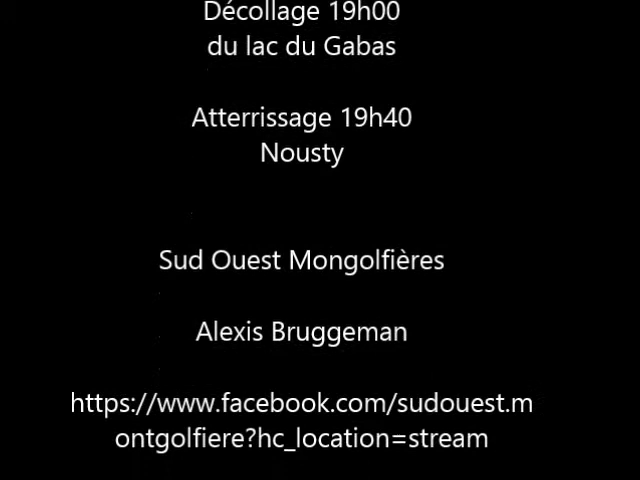 Décollage 19h00
du lac du Gabas
Atterrissage 19h40
Nousty
Sud Ouest Mongolfières
Alexis Bruggeman
https://www.facebook.com/sudouest.m
ontgolfiere?hc_location=stream